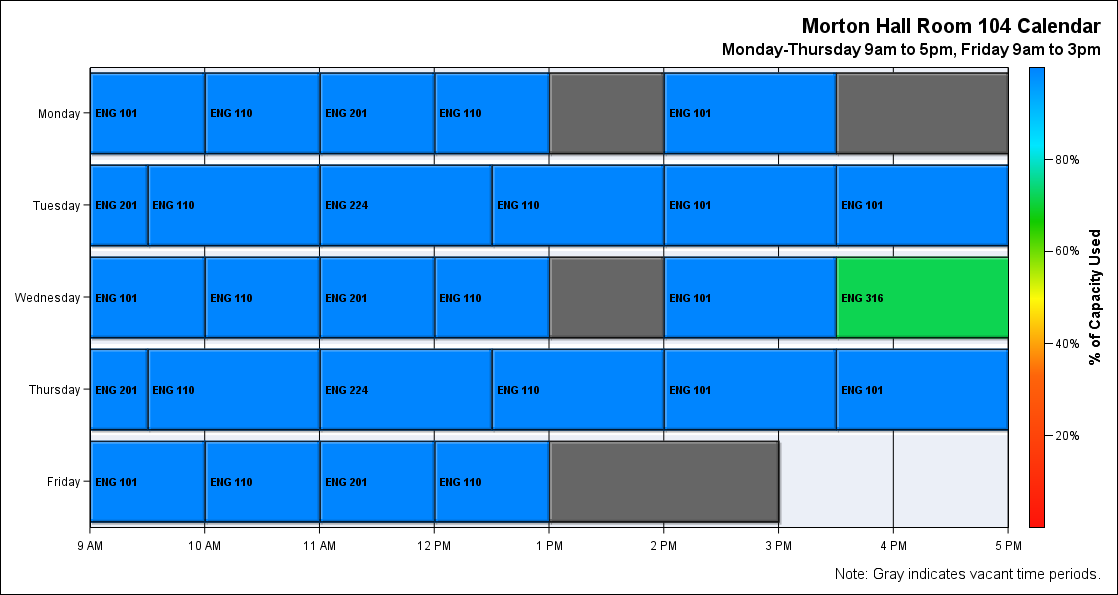 Morton Hall Room 104 Calendar
Monday-Thursday 9am to 5pm, Friday 9am to 3pm
Monday ENG 101 ENG 110 ENG 201 ENG 110 ENG 101
80%
Tuesday ENG 201 ENG 110 ENG 224 ENG 110 ENG 101 ENG 101
60%
Wednesday ENG 101 ENG 110 ENG 201 ENG 110 ENG 101 ENG 316
% of Capacity Used
40%
Thursday ENG 201 ENG 110 ENG 224 ENG 110 ENG 101 ENG 101
20%
Friday ENG 101 ENG 110 ENG 201 ENG 110
9 AM 10 AM 11 AM 12 PM 1 PM 2 PM 3 PM 4 PM 5 PM
Note: Gray indicates vacant time periods.